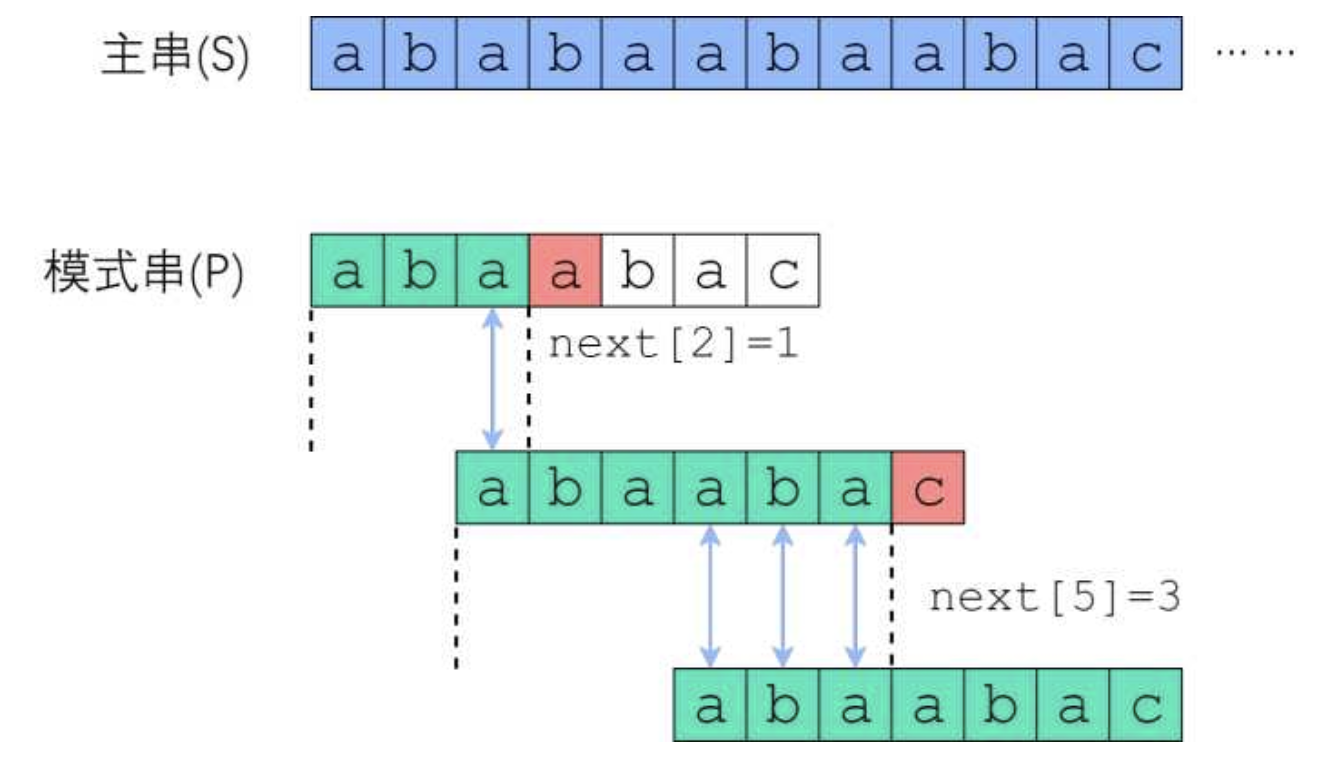 主串(S) a b a b a a b a a b a c … …
模式串(P) a b a a b a c
next[2]=1
a b a a b a c
next[5]=3
a b a a b a c